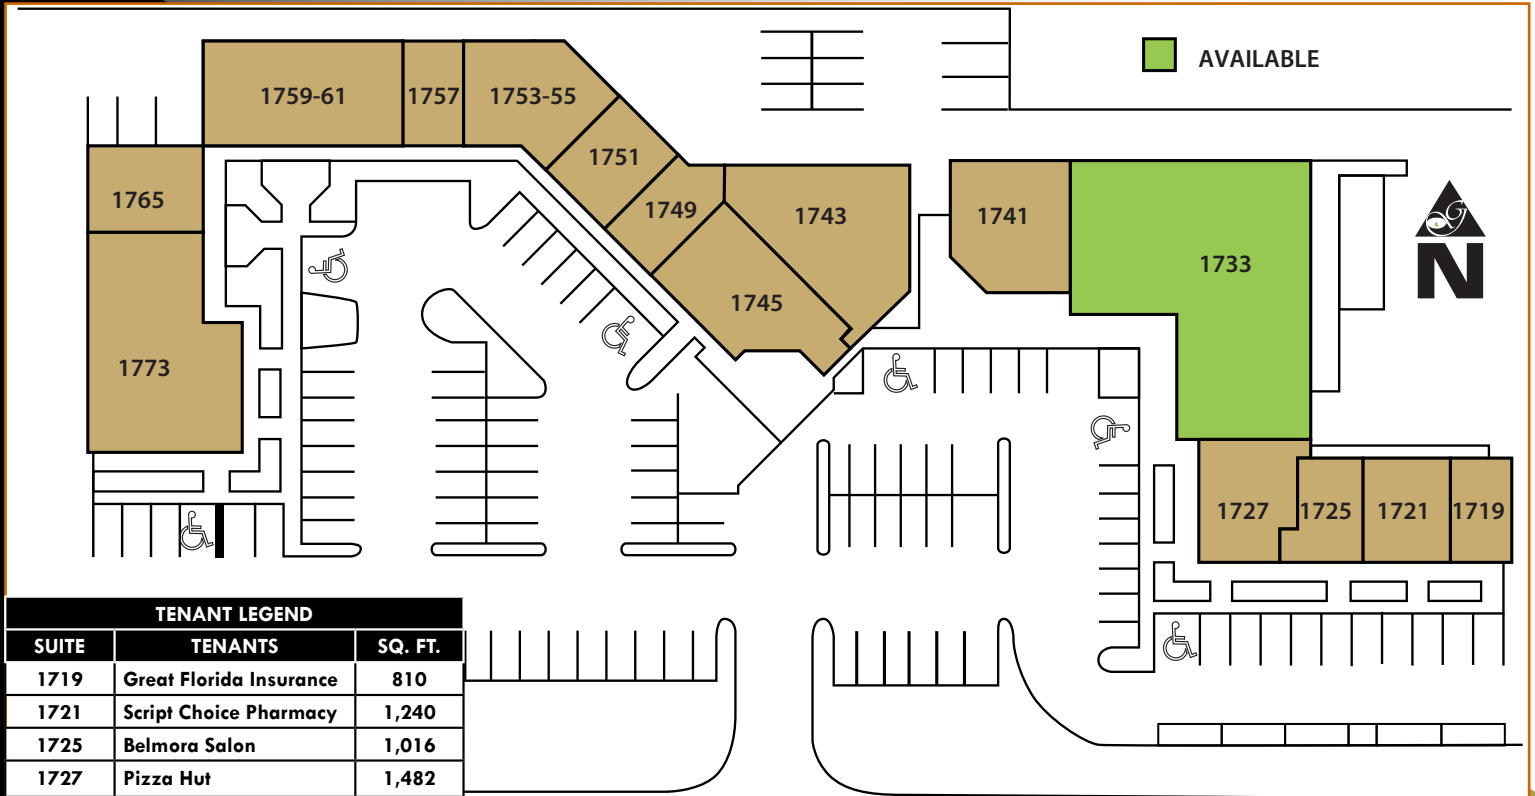 AVAILABLE
1759-61 1757 1753-55
1751
1765
1749 1743 1741
1733
N
1745
1773
1727 1725 1721 1719
TENANT LEGEND
SUITE TENANTS SQ. FT.
1719 Great Florida Insurance 810
1721 Script Choice Pharmacy 1,240
1725 Belmora Salon 1,016
1727 Pizza Hut 1,482